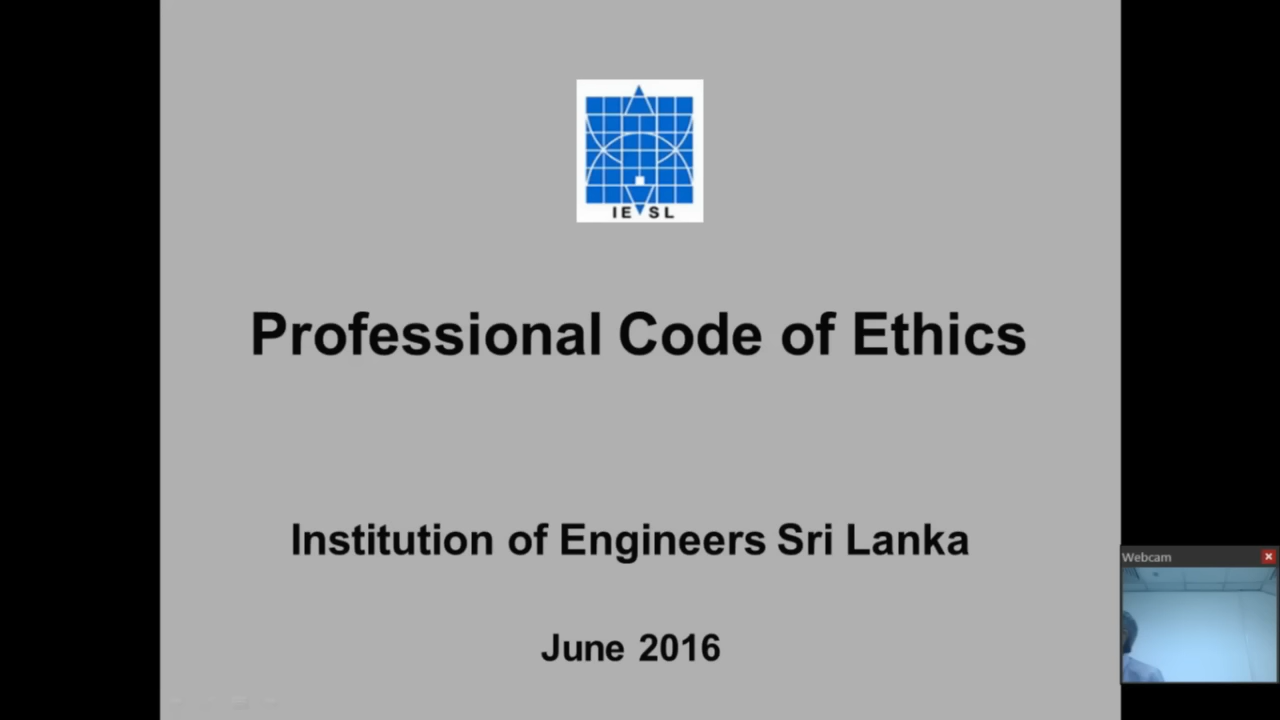 IESL
Professional Code of Ethics
Institution of Engineers Sri Lanka
June 2016
Webcam